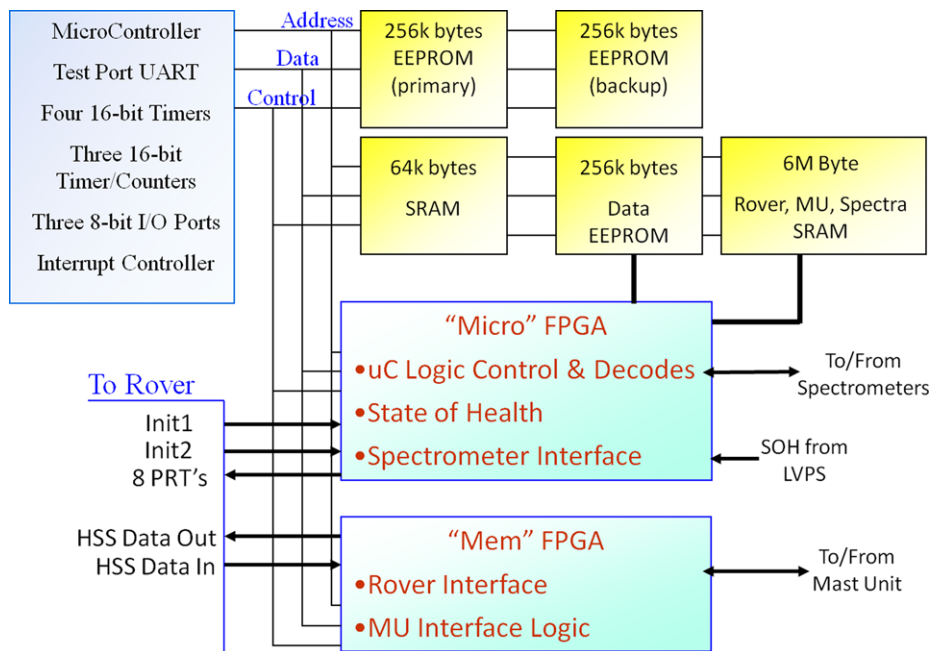 MicroController
Test Port UART
Four 16-bit Timers
Three 16-bit
Timer/Counters
Three 8-bit I/O Ports
Interrupt Controller
Address
Data
Control
256k bytes
EEPROM
(primary)
256k bytes
EEPROM
(backup)
64k bytes
SRAM
256k bytes
Data
EEPROM
6M Byte
Rover, MU, Spectra
SRAM
“Micro” FPGA
•uC Logic Control & Decodes
•State of Health
•Spectrometer Interface
To/From
Spectrometers
SOH from
LVPS
To Rover
Init1
Init2
8 PRT's
HSS Data Out
HSS Data In
“Mem” FPGA
•Rover Interface
•MU Interface Logic
To/From
Mast Unit